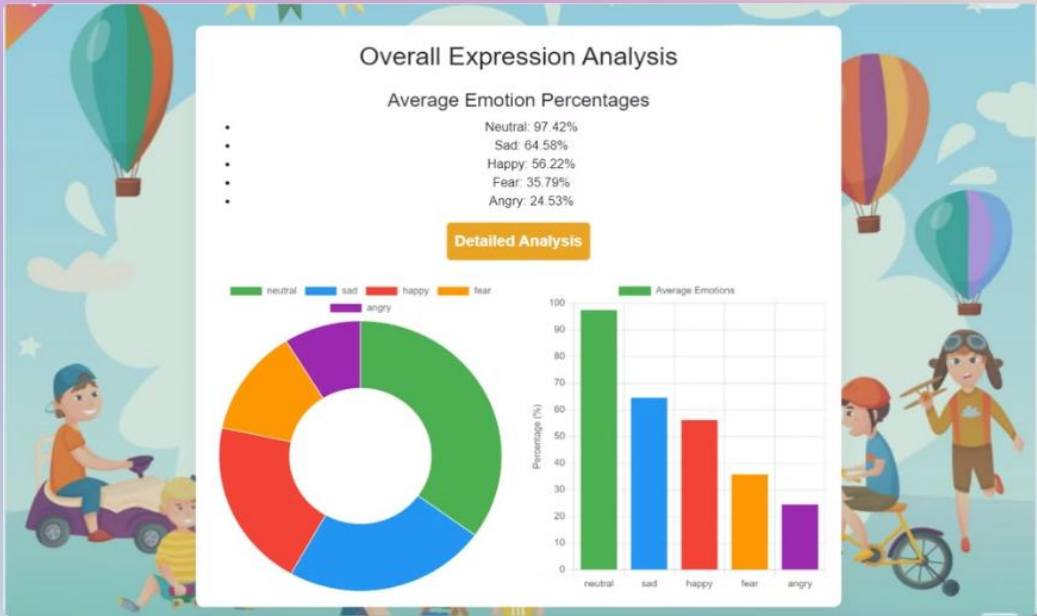 Overall Expression Analysis
Average Emotion Percentages
• Neutral: 97.42%
• Sad: 64.58%
• Happy: 56.22%
• Fear: 35.79%
• Angry: 24.53%
Detailed Analysis
neutral sad happy fear
angry
Average Emotions
100
90
80
70
60
50
40
30
20
10
0
Percentage (%)
neutral sad happy fear angry